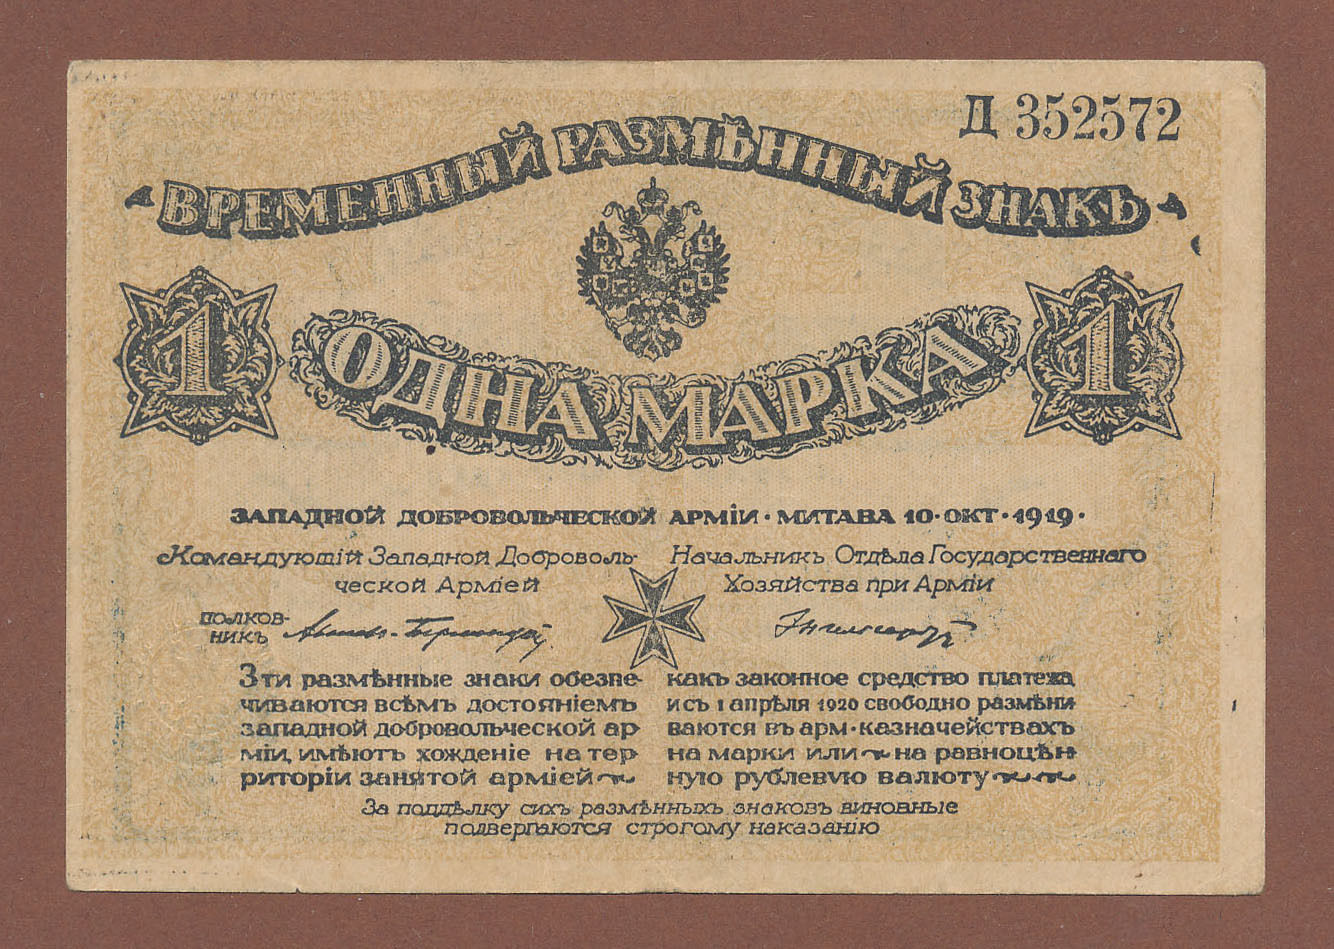 Д 352572
ВРЕМЕННЫЙ РАЗМѢННЫЙ ЗНАКЪ
1 ОДНА МАРКА 1
ЗАПАДНОЙ ДОБРОВОЛЬЧЕСКОЙ АРМІИ · МИТАВА 10 · ОКТ · 1919 ·
Командующій Западной Доброволь-
ческой Арміей
полков-
никъ
Начальникъ Отдѣла Государственнаго
Хозяйства при Арміи
Эти размѣнные знаки обезпе-
чиваются всѣмъ достояніемъ
западной добровольческой ар-
міи, имѣютъ хожденіе на тер-
риторіи занятой арміей
какъ законное средство платежа
и съ 1 апрѣля 1920 свободно размѣни
ваются въ арм · казначействахъ
на марки или на равноцѣн-
ную рублевую валюту
За поддѣлку сихъ размѣнныхъ знаковъ виновные
подвергаются строгому наказанію